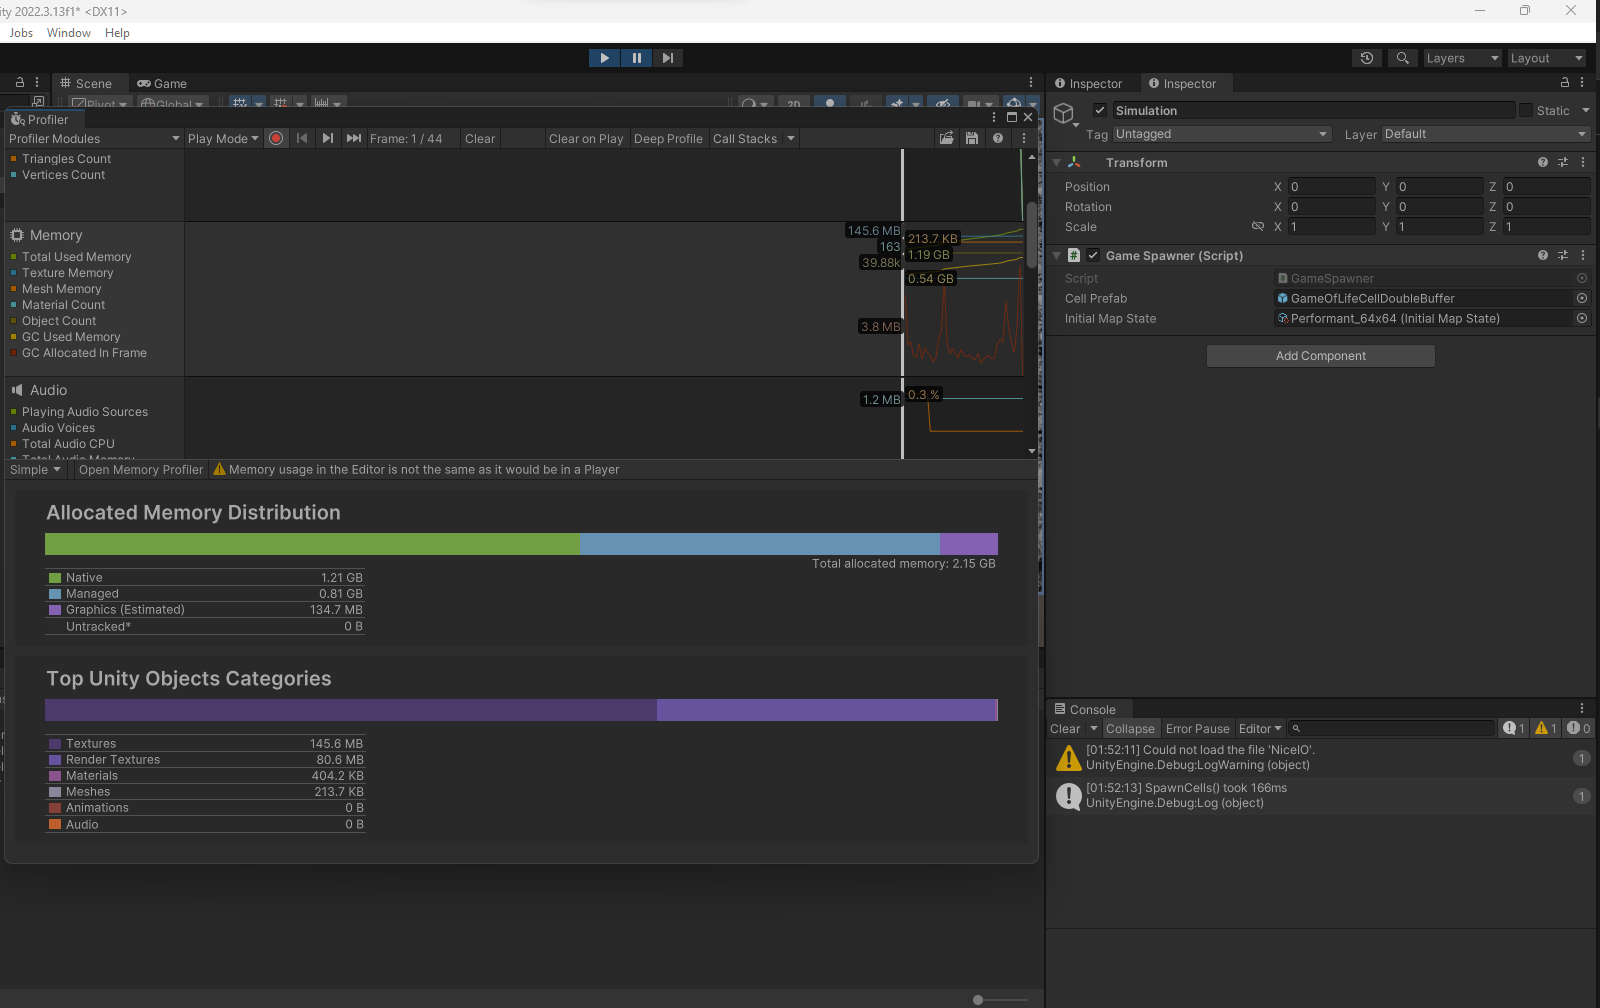 ity 2022.3.13f1* <DX11>
Jobs Window Help
Layers Layout
Scene Game
Pivot Global 2D
Profiler
Profiler Modules Play Mode Frame: 1 / 44 Clear Clear on Play Deep Profile Call Stacks
Triangles Count
Vertices Count
Memory
Total Used Memory
Texture Memory
Mesh Memory
Material Count
Object Count
GC Used Memory
GC Allocated In Frame
145.6 MB
163
39.88k
213.7 KB
1.19 GB
0.54 GB
3.8 MB
Audio
Playing Audio Sources
Audio Voices
Total Audio CPU
Total Audio Memory
1.2 MB
0.3 %
Simple Open Memory Profiler Memory usage in the Editor is not the same as it would be in a Player
Allocated Memory Distribution
Total allocated memory: 2.15 GB
Native 1.21 GB
Managed 0.81 GB
Graphics (Estimated) 134.7 MB
Untracked* 0 B
Top Unity Objects Categories
Textures 145.6 MB
Render Textures 80.6 MB
Materials 404.2 KB
Meshes 213.7 KB
Animations 0 B
Audio 0 B
Inspector Inspector
Simulation Static
Tag Untagged Layer Default
Transform
Position X 0 Y 0 Z 0
Rotation X 0 Y 0 Z 0
Scale X 1 Y 1 Z 1
# Game Spawner (Script)
Script GameSpawner
Cell Prefab GameOfLifeCellDoubleBuffer
Initial Map State Performant_64x64 (Initial Map State)
Add Component
Console
Clear Collapse Error Pause Editor 1 1 0
[01:52:11] Could not load the file 'NiceIO'.
UnityEngine.Debug:LogWarning (object)
1
[01:52:13] SpawnCells() took 166ms
UnityEngine.Debug:Log (object)
1